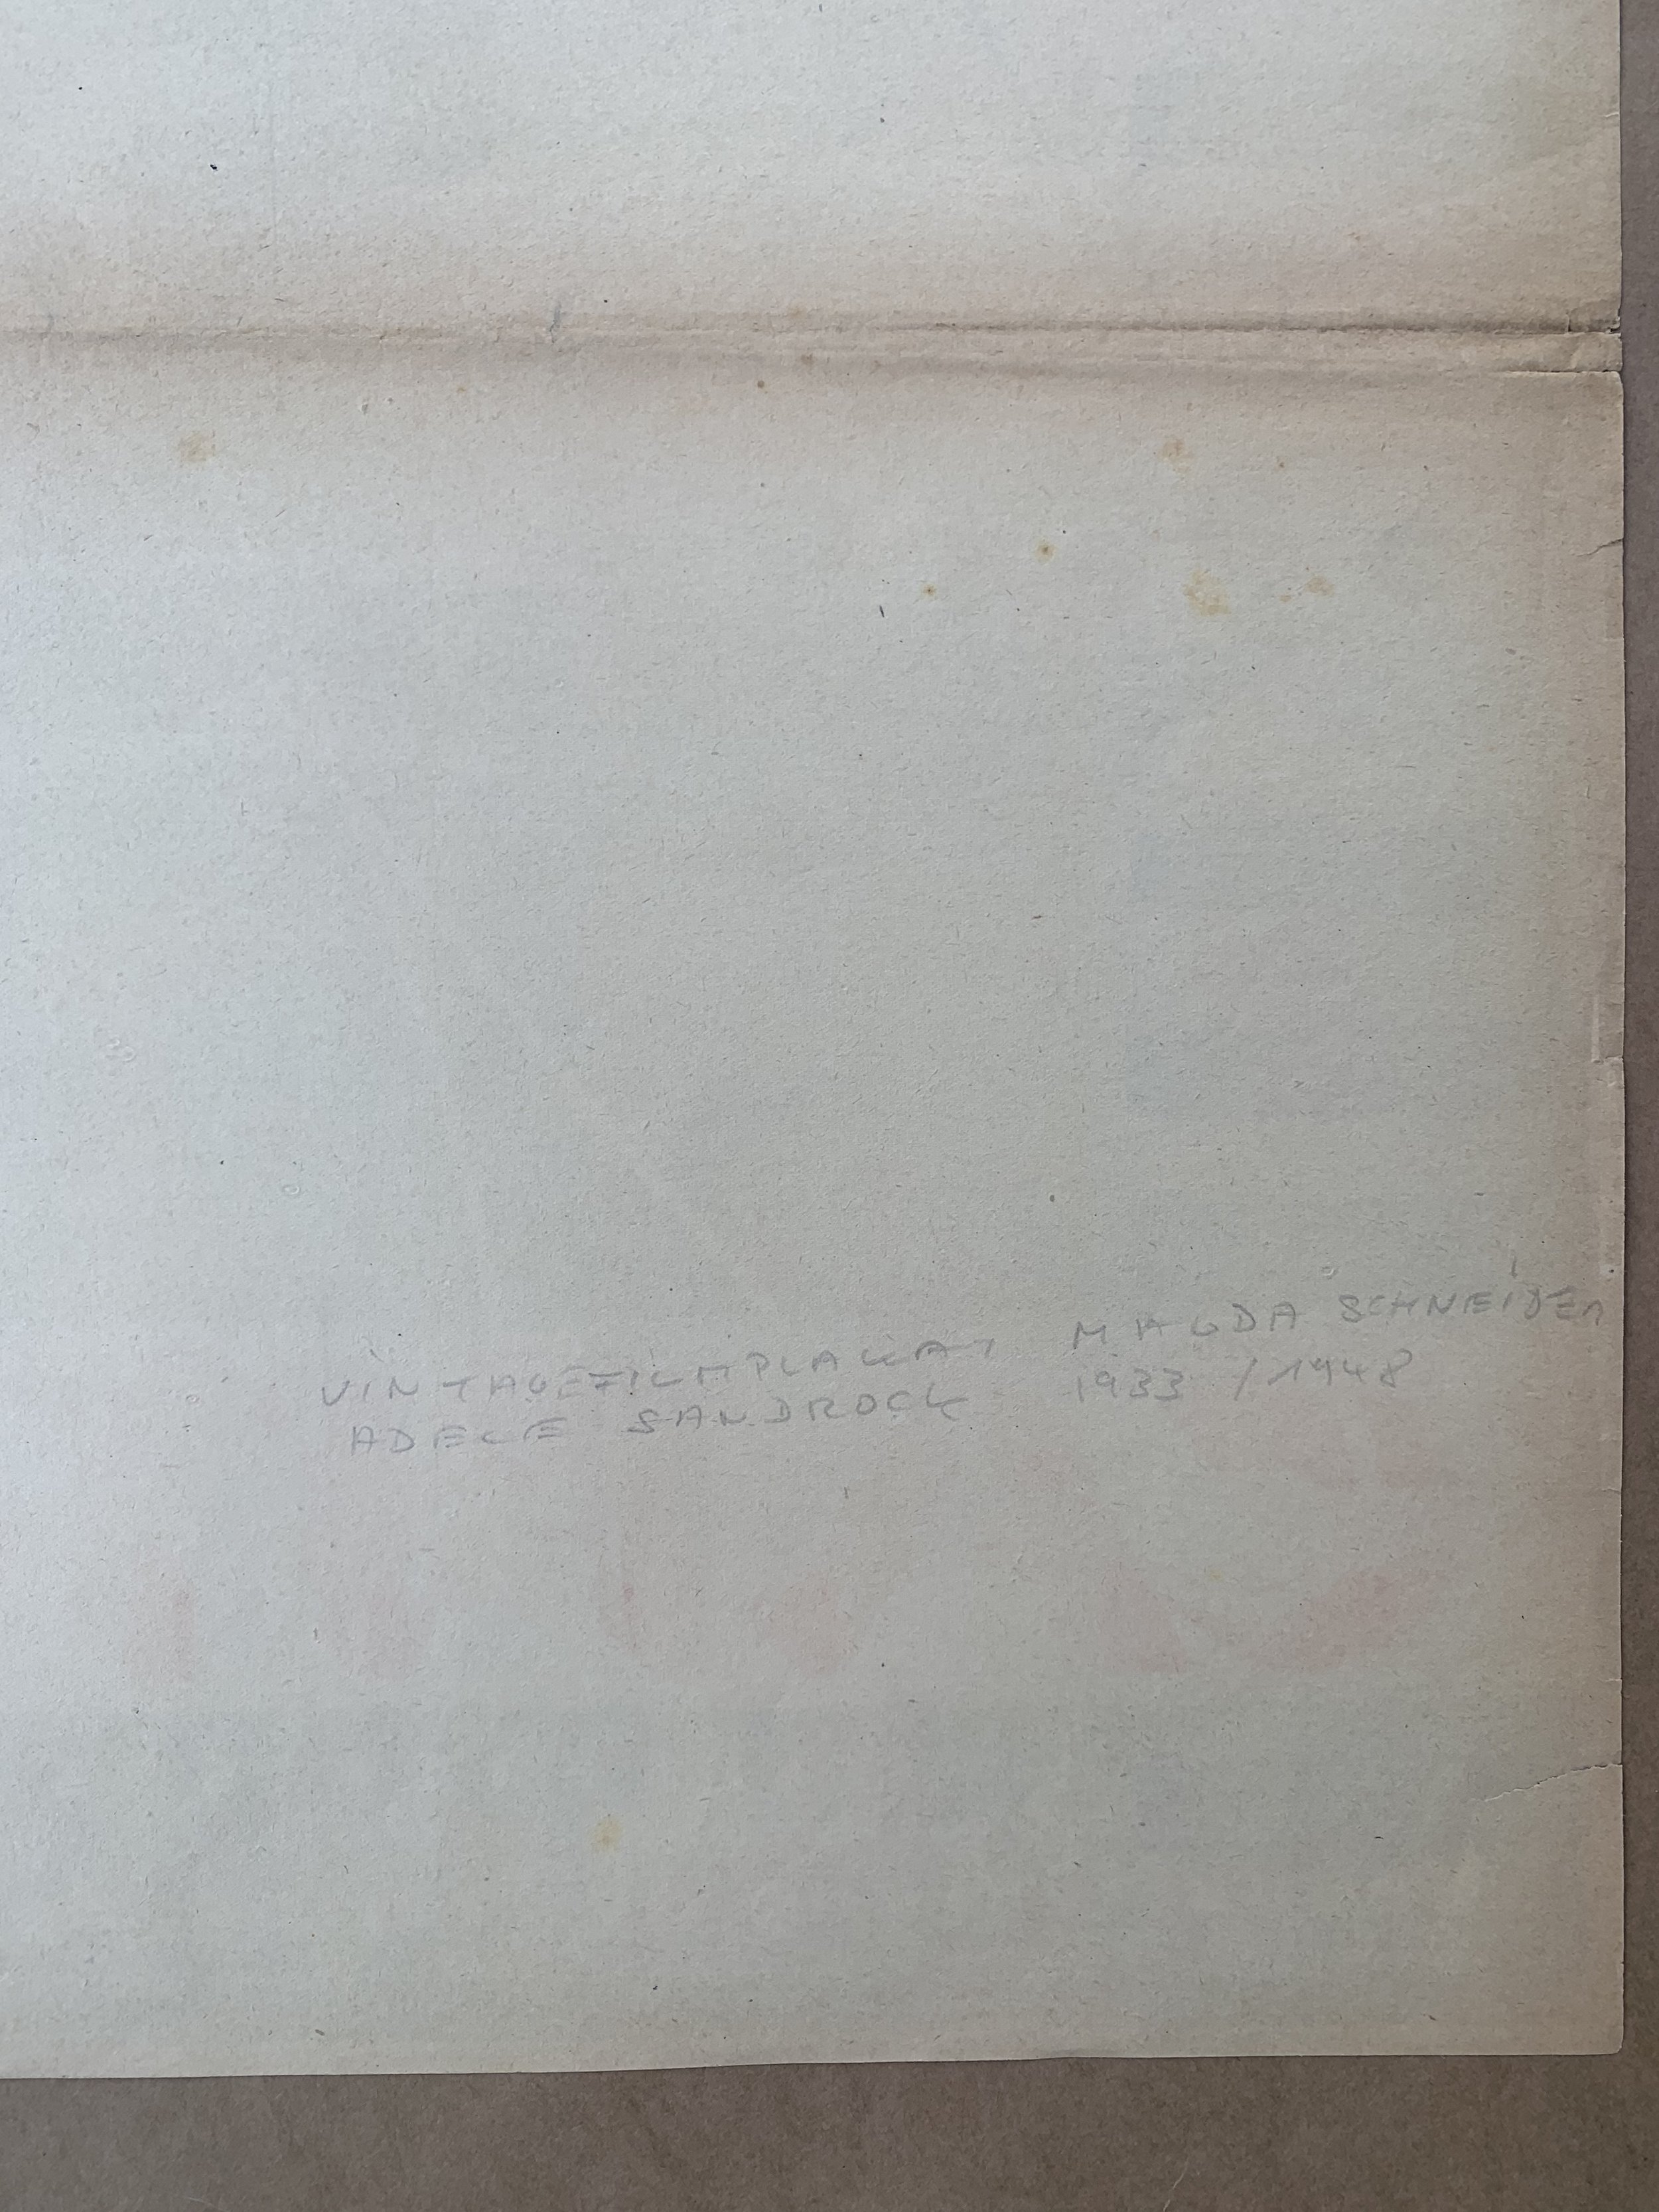 VINTAGEFILMPLAKAT MAGDA SCHNEIDER
ADELE SANDROCK 1933 / 1948